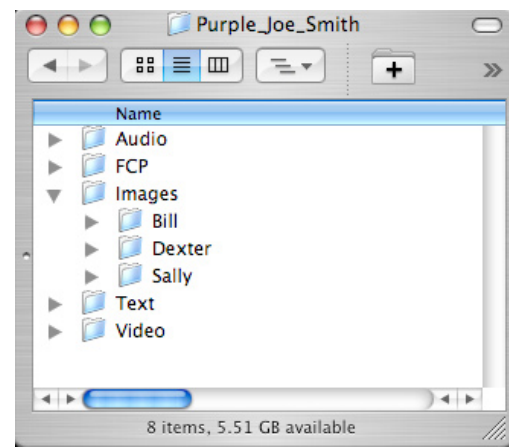 Purple_Joe_Smith
Name
Audio
FCP
Images
Bill
Dexter
Sally
Text
Video
8 items, 5.51 GB available